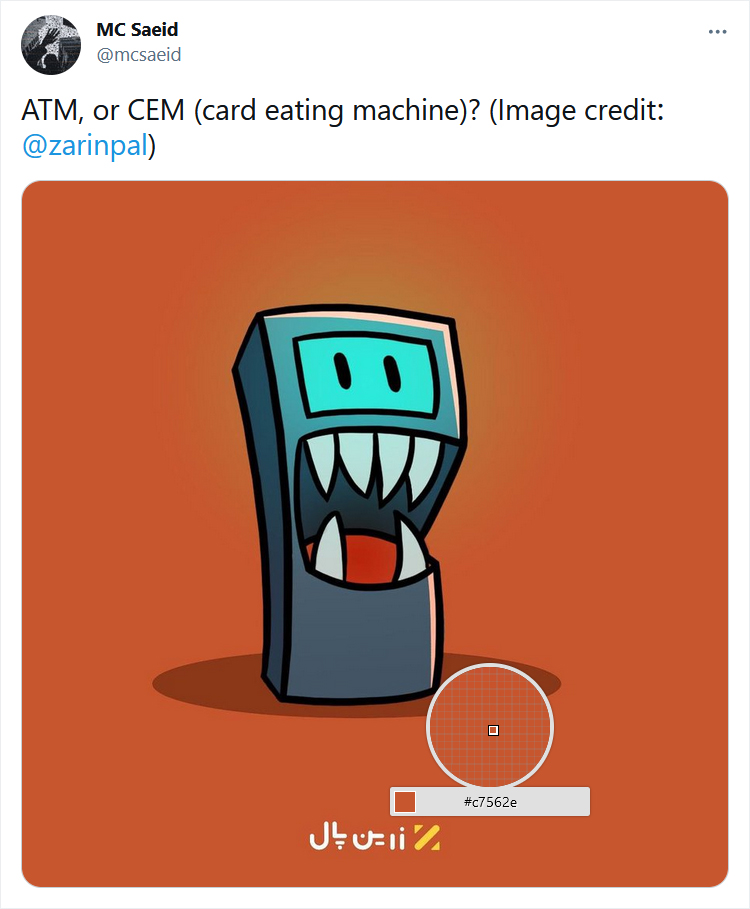 MC Saeid
@mcsaeid
ATM, or CEM (card eating machine)? (Image credit:
@zarinpal)
#c7562e
زرین پال